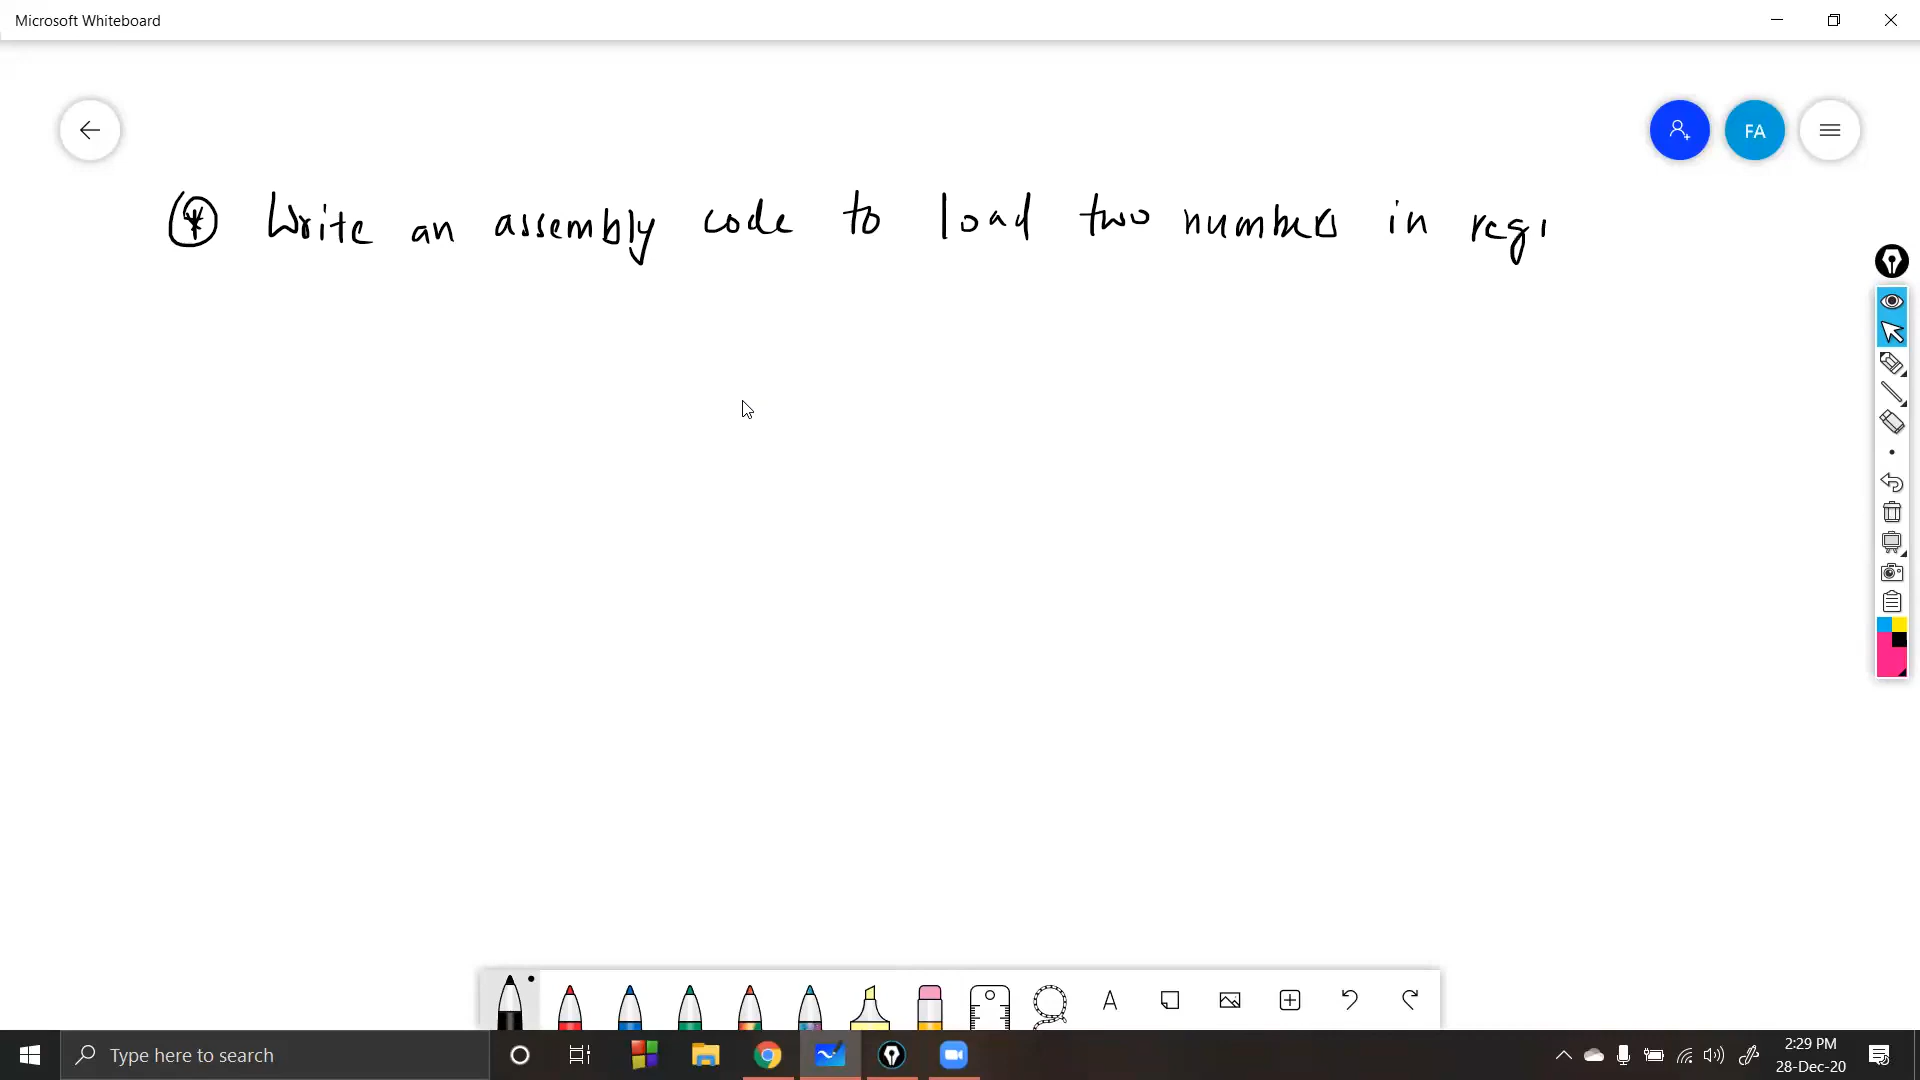 Microsoft Whiteboard
FA
Write an assembly code to load two numbers in regi
A
Type here to search
2:29 PM
28-Dec-20